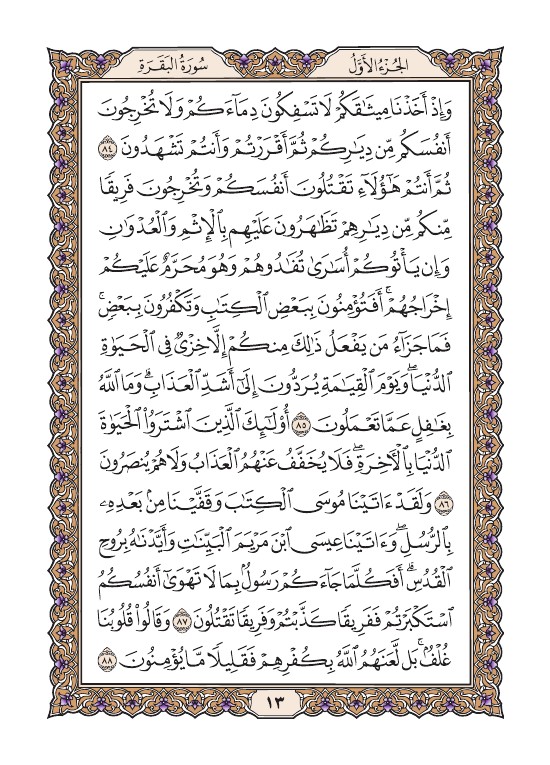 الجُزْءُ الأَوَّلُ
سُورَةُ البَقَرَةِ
وَإِذْ أَخَذْنَا مِيثَٰقَكُمْ لَا تَسْفِكُونَ دِمَآءَكُمْ وَلَا تُخْرِجُونَ
أَنفُسَكُم مِّن دِيَٰرِكُمْ ثُمَّ أَقْرَرْتُمْ وَأَنتُمْ تَشْهَدُونَ ٨٤
ثُمَّ أَنتُمْ هَٰٓؤُلَآءِ تَقْتُلُونَ أَنفُسَكُمْ وَتُخْرِجُونَ فَرِيقًا
مِّنكُم مِّن دِيَٰرِهِمْ تَظَٰهَرُونَ عَلَيْهِم بِٱلْإِثْمِ وَٱلْعُدْوَٰنِ
وَإِن يَأْتُوكُمْ أُسَٰرَىٰ تُفَٰدُوهُمْ وَهُوَ مُحَرَّمٌ عَلَيْكُمْ
إِخْرَاجُهُمْ ۚ أَفَتُؤْمِنُونَ بِبَعْضِ ٱلْكِتَٰبِ وَتَكْفُرُونَ بِبَعْضٍ ۚ
فَمَا جَزَآءُ مَن يَفْعَلُ ذَٰلِكَ مِنكُمْ إِلَّا خِزْىٌ فِى ٱلْحَيَوٰةِ
ٱلدُّنْيَا ۖ وَيَوْمَ ٱلْقِيَٰمَةِ يُرَدُّونَ إِلَىٰٓ أَشَدِّ ٱلْعَذَابِ ۗ وَمَا ٱللَّهُ
بِغَٰفِلٍ عَمَّا تَعْمَلُونَ ٨٥ أُو۟لَٰٓئِكَ ٱلَّذِينَ ٱشْتَرَوُا۟ ٱلْحَيَوٰةَ
ٱلدُّنْيَا بِٱلْـَٔاخِرَةِ ۖ فَلَا يُخَفَّفُ عَنْهُمُ ٱلْعَذَابُ وَلَا هُمْ يُنصَرُونَ
٨٦ وَلَقَدْ ءَاتَيْنَا مُوسَى ٱلْكِتَٰبَ وَقَفَّيْنَا مِنۢ بَعْدِهِۦ
بِٱلرُّسُلِ ۖ وَءَاتَيْنَا عِيسَى ٱبْنَ مَرْيَمَ ٱلْبَيِّنَٰتِ وَأَيَّدْنَٰهُ بِرُوحِ
ٱلْقُدُسِ ۗ أَفَكُلَّمَا جَآءَكُمْ رَسُولٌۢ بِمَا لَا تَهْوَىٰٓ أَنفُسُكُمُ
ٱسْتَكْبَرْتُمْ فَفَرِيقًا كَذَّبْتُمْ وَفَرِيقًا تَقْتُلُونَ ٨٧ وَقَالُوا۟ قُلُوبُنَا
غُلْفٌۢ ۚ بَل لَّعَنَهُمُ ٱللَّهُ بِكُفْرِهِمْ فَقَلِيلًا مَّا يُؤْمِنُونَ ٨٨
١٣